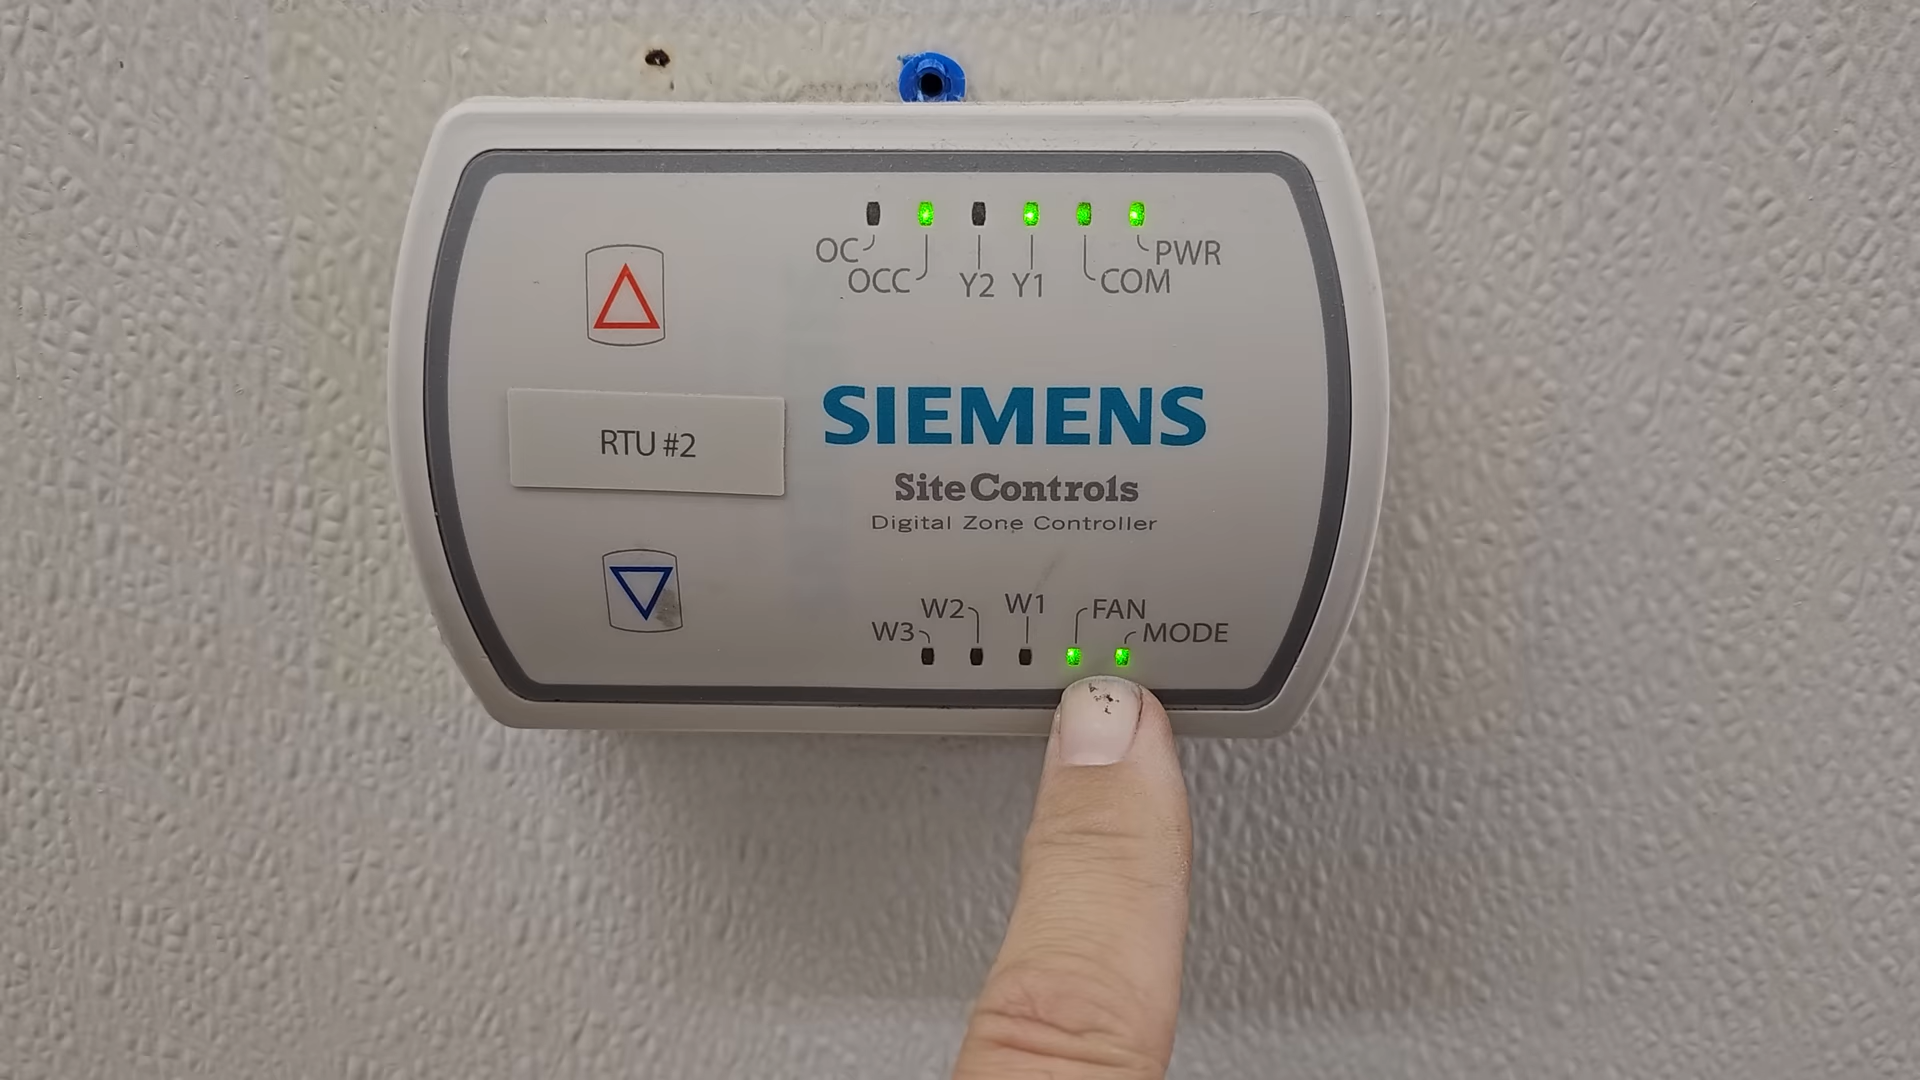 OC
OCC
Y2
Y1
COM
PWR
RTU #2
SIEMENS
SiteControls
Digital Zone Controller
W3
W2
W1
FAN
MODE